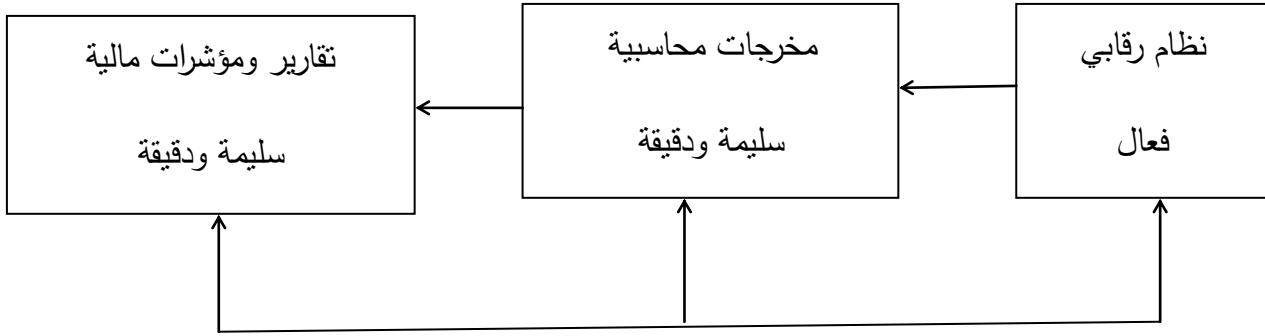 نظام رقابي
فعال
مخرجات محاسبية
سليمة ودقيقة
تقارير ومؤشرات مالية
سليمة ودقيقة